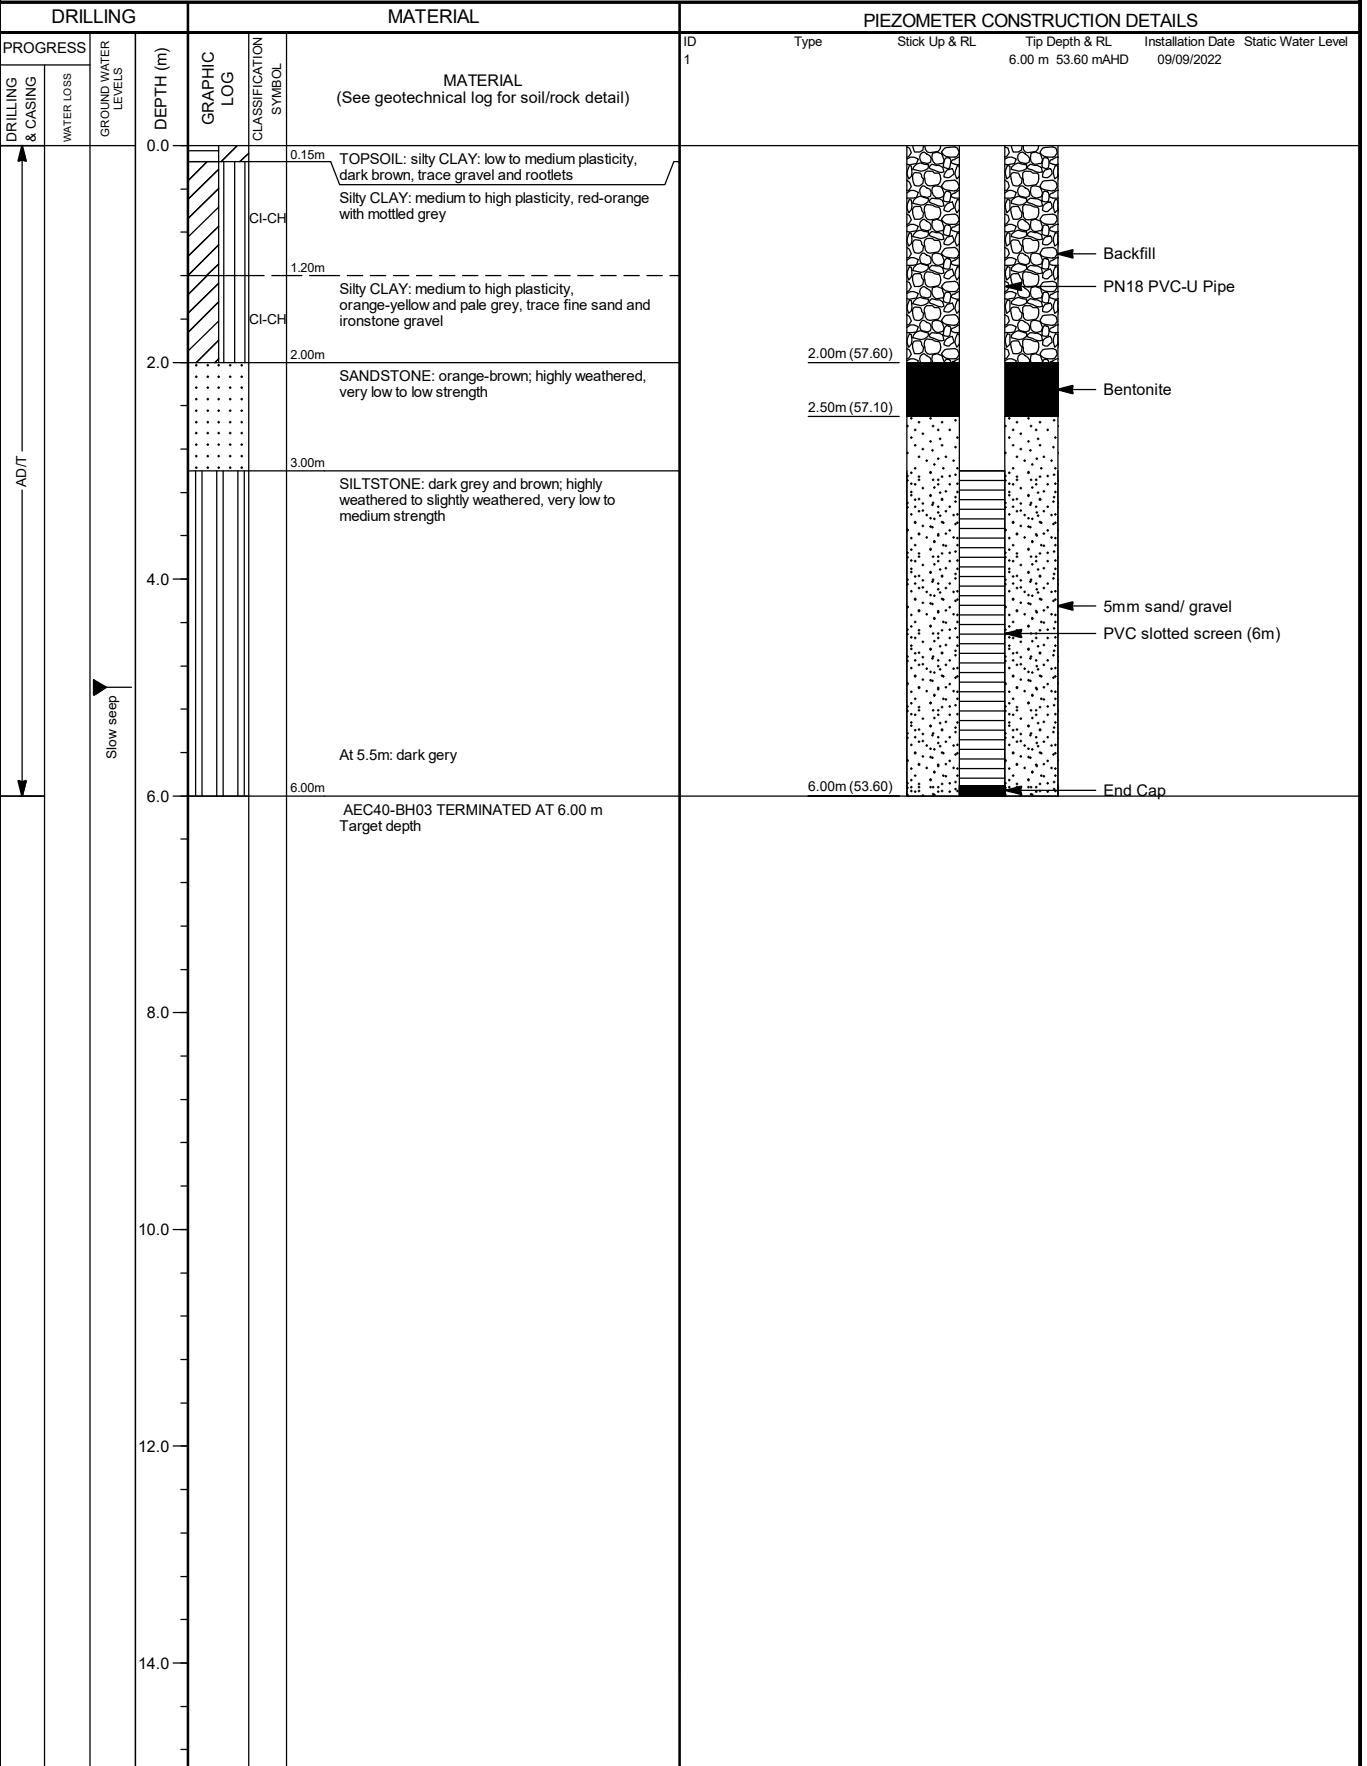 DRILLING
MATERIAL
PIEZOMETER CONSTRUCTION DETAILS
PROGRESS
DRILLING
& CASING
WATER LOSS
GROUND WATER
LEVELS
DEPTH (m)
GRAPHIC
LOG
CLASSIFICATION
SYMBOL
MATERIAL
(See geotechnical log for soil/rock detail)
ID
Type
Stick Up & RL
Tip Depth & RL
Installation Date
Static Water Level
1
6.00 m 53.60 mAHD
09/09/2022
0.0
0.15m
TOPSOIL: silty CLAY: low to medium plasticity,
dark brown, trace gravel and rootlets
Silty CLAY: medium to high plasticity, red-orange
with mottled grey
CI-CH
Backfill
1.20m
Silty CLAY: medium to high plasticity,
orange-yellow and pale grey, trace fine sand and
ironstone gravel
CI-CH
PN18 PVC-U Pipe
2.0
2.00m
2.00m (57.60)
SANDSTONE: orange-brown; highly weathered,
very low to low strength
Bentonite
2.50m (57.10)
3.00m
AD/T
SILTSTONE: dark grey and brown; highly
weathered to slightly weathered, very low to
medium strength
4.0
5mm sand/ gravel
PVC slotted screen (6m)
Slow seep
At 5.5m: dark gery
6.0
6.00m
6.00m (53.60)
End Cap
AEC40-BH03 TERMINATED AT 6.00 m
Target depth
8.0
10.0
12.0
14.0